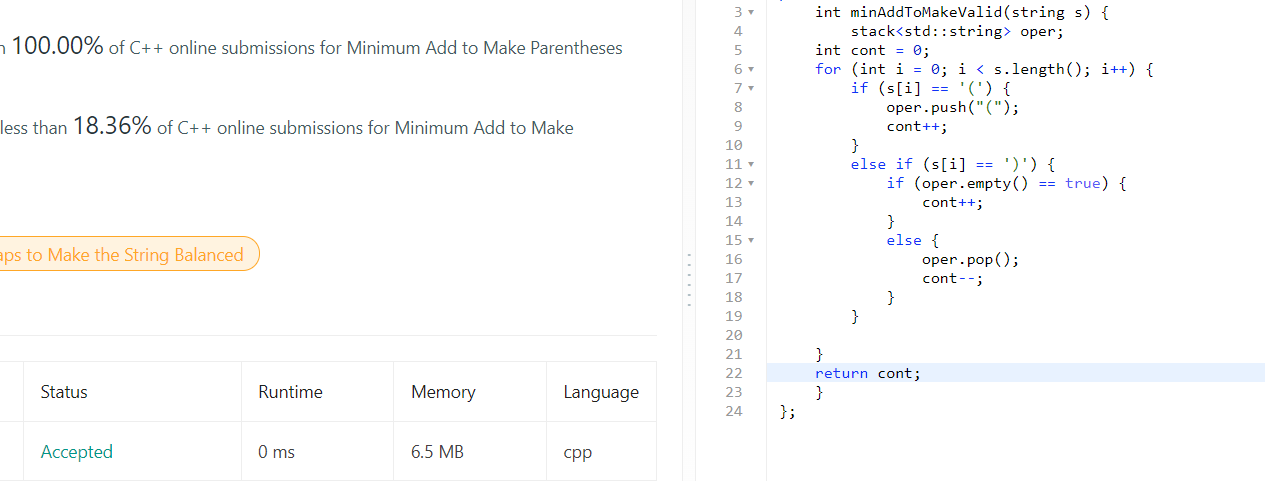 100.00% of C++ online submissions for Minimum Add to Make Parentheses
less than 18.36% of C++ online submissions for Minimum Add to Make
to Make the String Balanced
Status Runtime Memory Language
Accepted 0 ms 6.5 MB cpp
3 int minAddToMakeValid(string s) {
4 stack<std::string> oper;
5 int cont = 0;
6 for (int i = 0; i < s.length(); i++) {
7 if (s[i] == '(') {
8 oper.push("(");
9 cont++;
10 }
11 else if (s[i] == ')') {
12 if (oper.empty() == true) {
13 cont++;
14 }
15 else {
16 oper.pop();
17 cont--;
18 }
19 }
20
21 }
22 return cont;
23 }
24 };